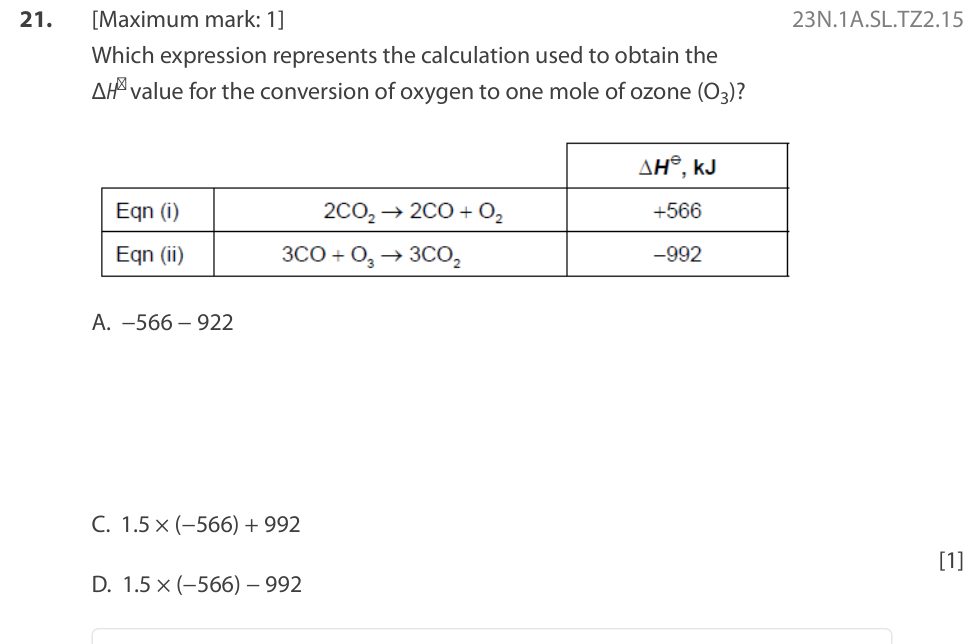 21. [Maximum mark: 1] 23N.1A.SL.TZ2.15
Which expression represents the calculation used to obtain the
ΔH☒ value for the conversion of oxygen to one mole of ozone (O₃)?
ΔH⊖, kJ
Eqn (i) 2CO₂ → 2CO + O₂ +566
Eqn (ii) 3CO + O₃ → 3CO₂ −992
A. −566 − 922
C. 1.5 × (−566) + 992
[1]
D. 1.5 × (−566) − 992